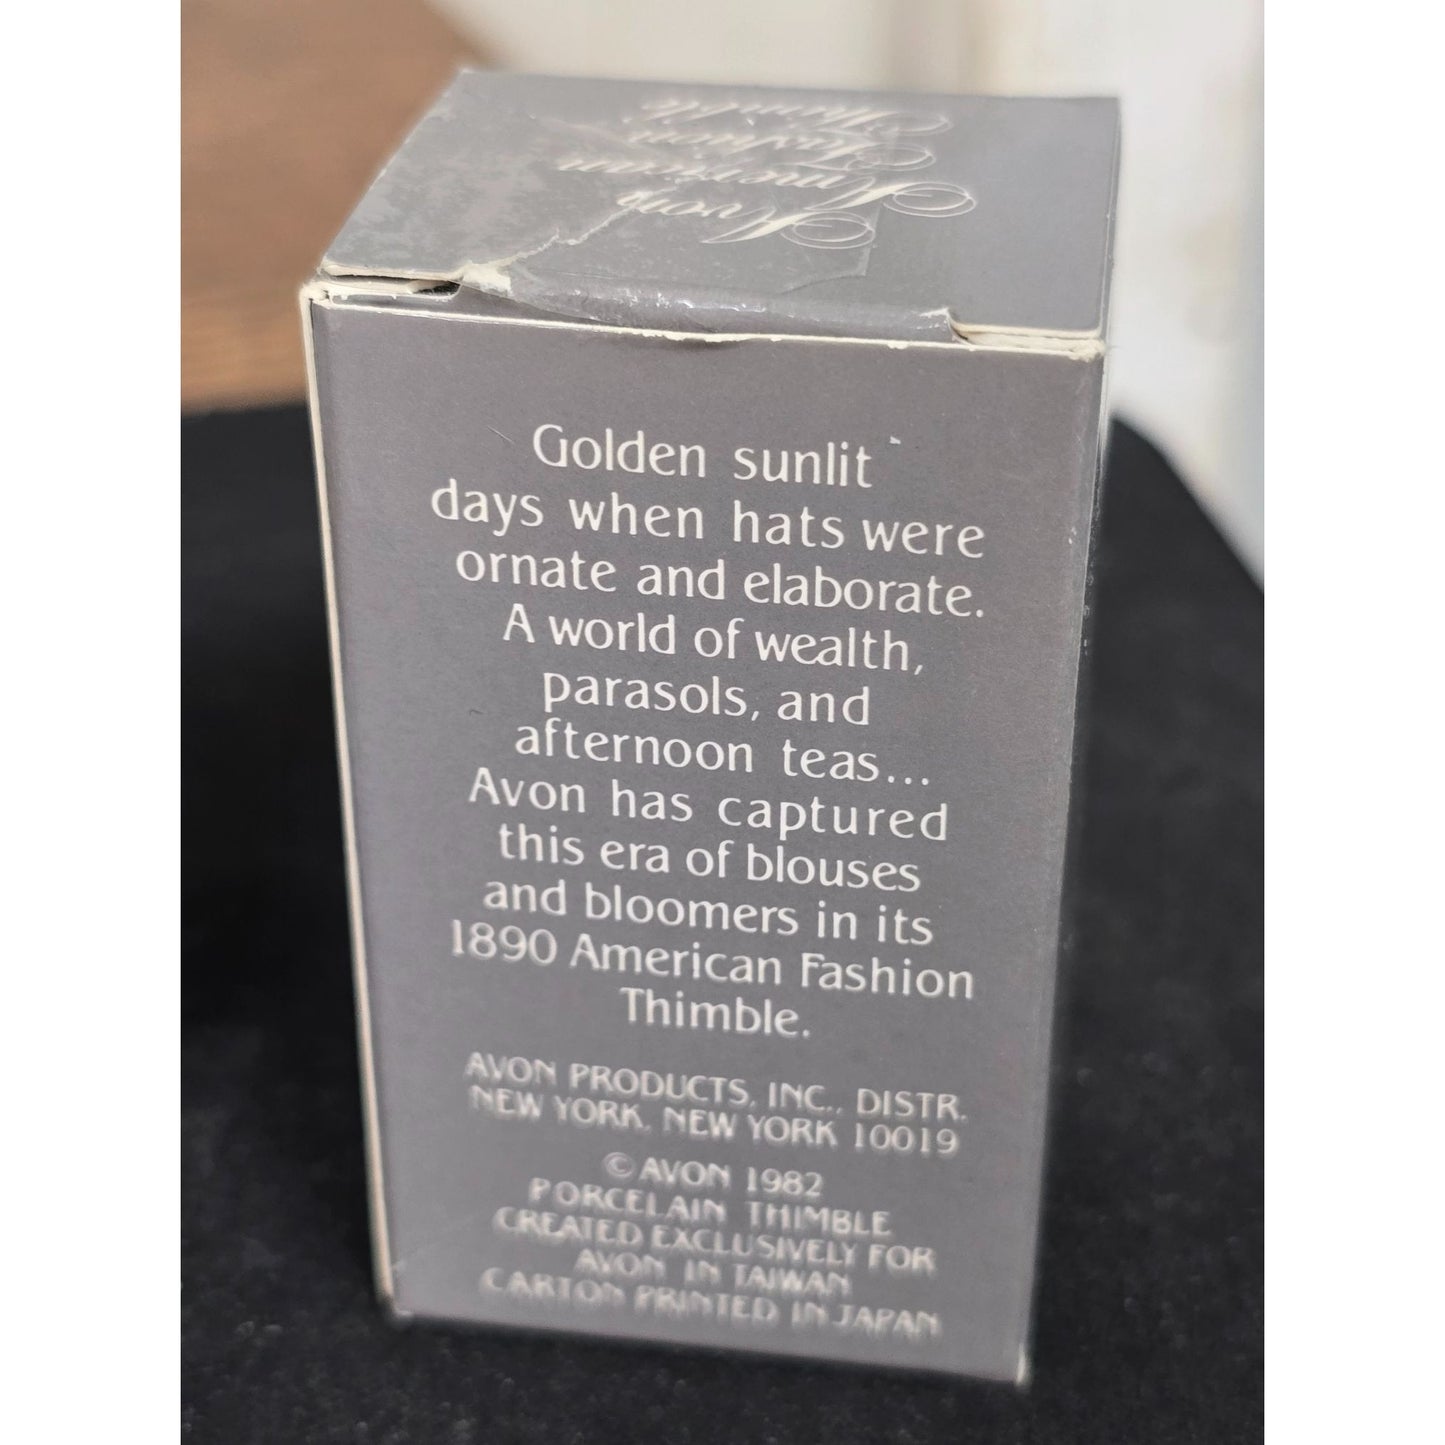 Avon
American
Fashion
Thimble
Golden sunlit
days when hats were
ornate and elaborate.
A world of wealth,
parasols, and
afternoon teas...
Avon has captured
this era of blouses
and bloomers in its
1890 American Fashion
Thimble.
AVON PRODUCTS, INC., DISTR.
NEW YORK, NEW YORK 10019
© AVON 1982
PORCELAIN THIMBLE
CREATED EXCLUSIVELY FOR
AVON IN TAIWAN
CARTON PRINTED IN JAPAN